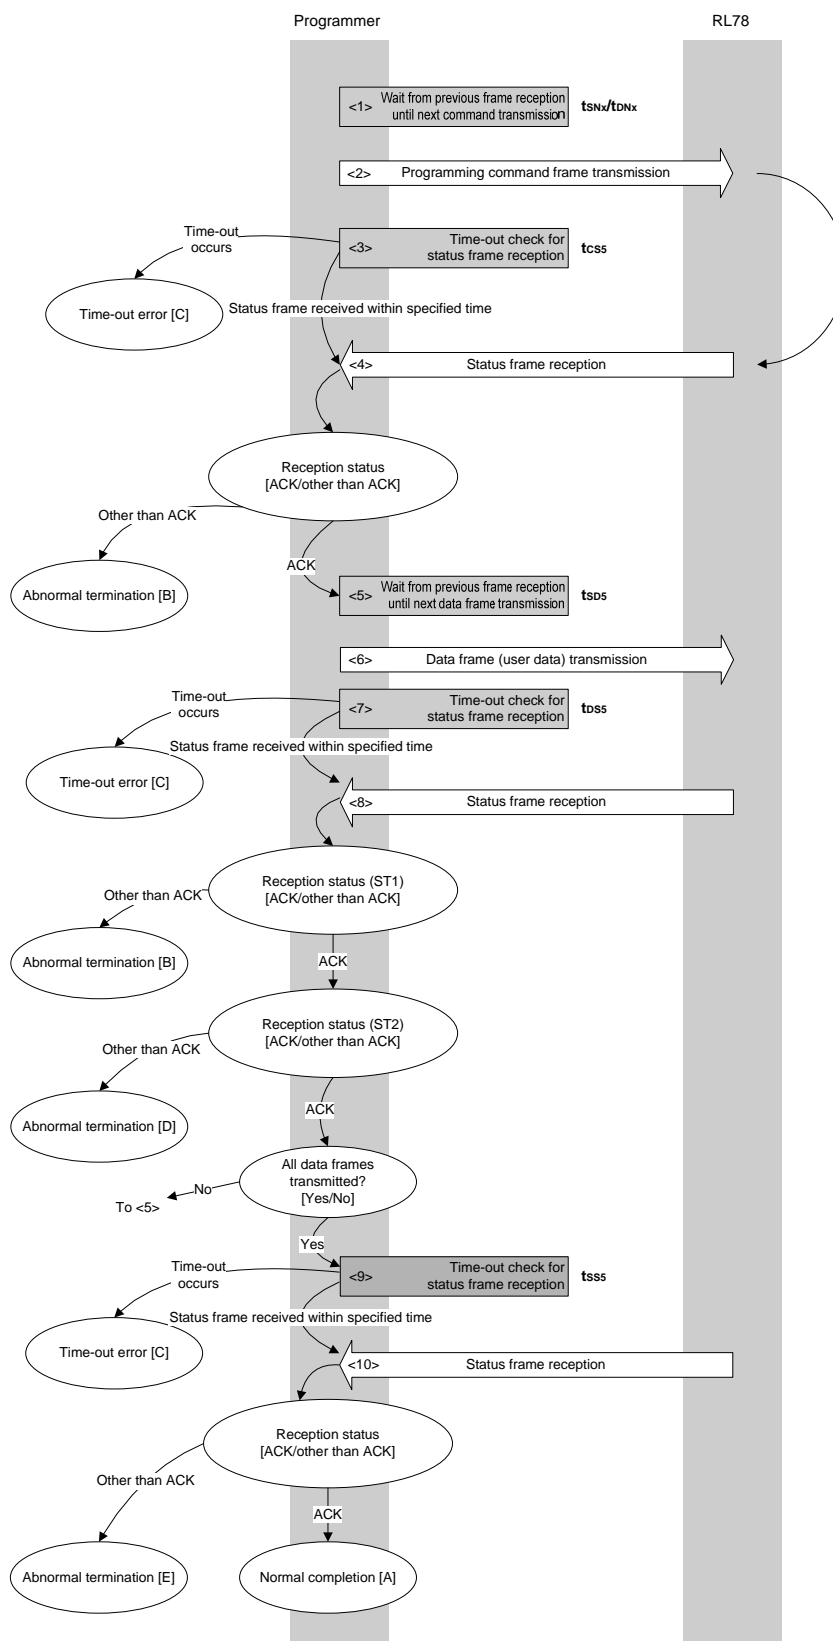 Programmer
RL78
<1> Wait from previous frame reception
until next command transmission
tSNx/tDNx
<2> Programming command frame transmission
Time-out
occurs
<3> Time-out check for
status frame reception
tCS5
Time-out error [C]
Status frame received within specified time
<4> Status frame reception
Reception status
[ACK/other than ACK]
Other than ACK
ACK
Abnormal termination [B]
<5> Wait from previous frame reception
until next data frame transmission
tSD5
<6> Data frame (user data) transmission
Time-out
occurs
<7> Time-out check for
status frame reception
tDS5
Status frame received within specified time
Time-out error [C]
<8> Status frame reception
Reception status (ST1)
[ACK/other than ACK]
Other than ACK
Abnormal termination [B]
ACK
Reception status (ST2)
[ACK/other than ACK]
Other than ACK
Abnormal termination [D]
ACK
All data frames
transmitted?
[Yes/No]
No
To <5>
Yes
Time-out
occurs
<9> Time-out check for
status frame reception
tSS5
Status frame received within specified time
Time-out error [C]
<10> Status frame reception
Reception status
[ACK/other than ACK]
Other than ACK
ACK
Abnormal termination [E]
Normal completion [A]